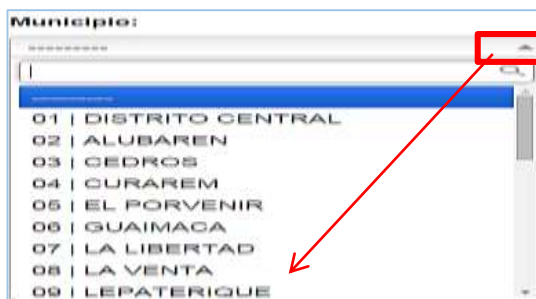 Municipio:
---------
---------
01 | DISTRITO CENTRAL
02 | ALUBAREN
03 | CEDROS
04 | CURAREM
05 | EL PORVENIR
06 | GUAIMACA
07 | LA LIBERTAD
08 | LA VENTA
09 | LEPATERIQUE